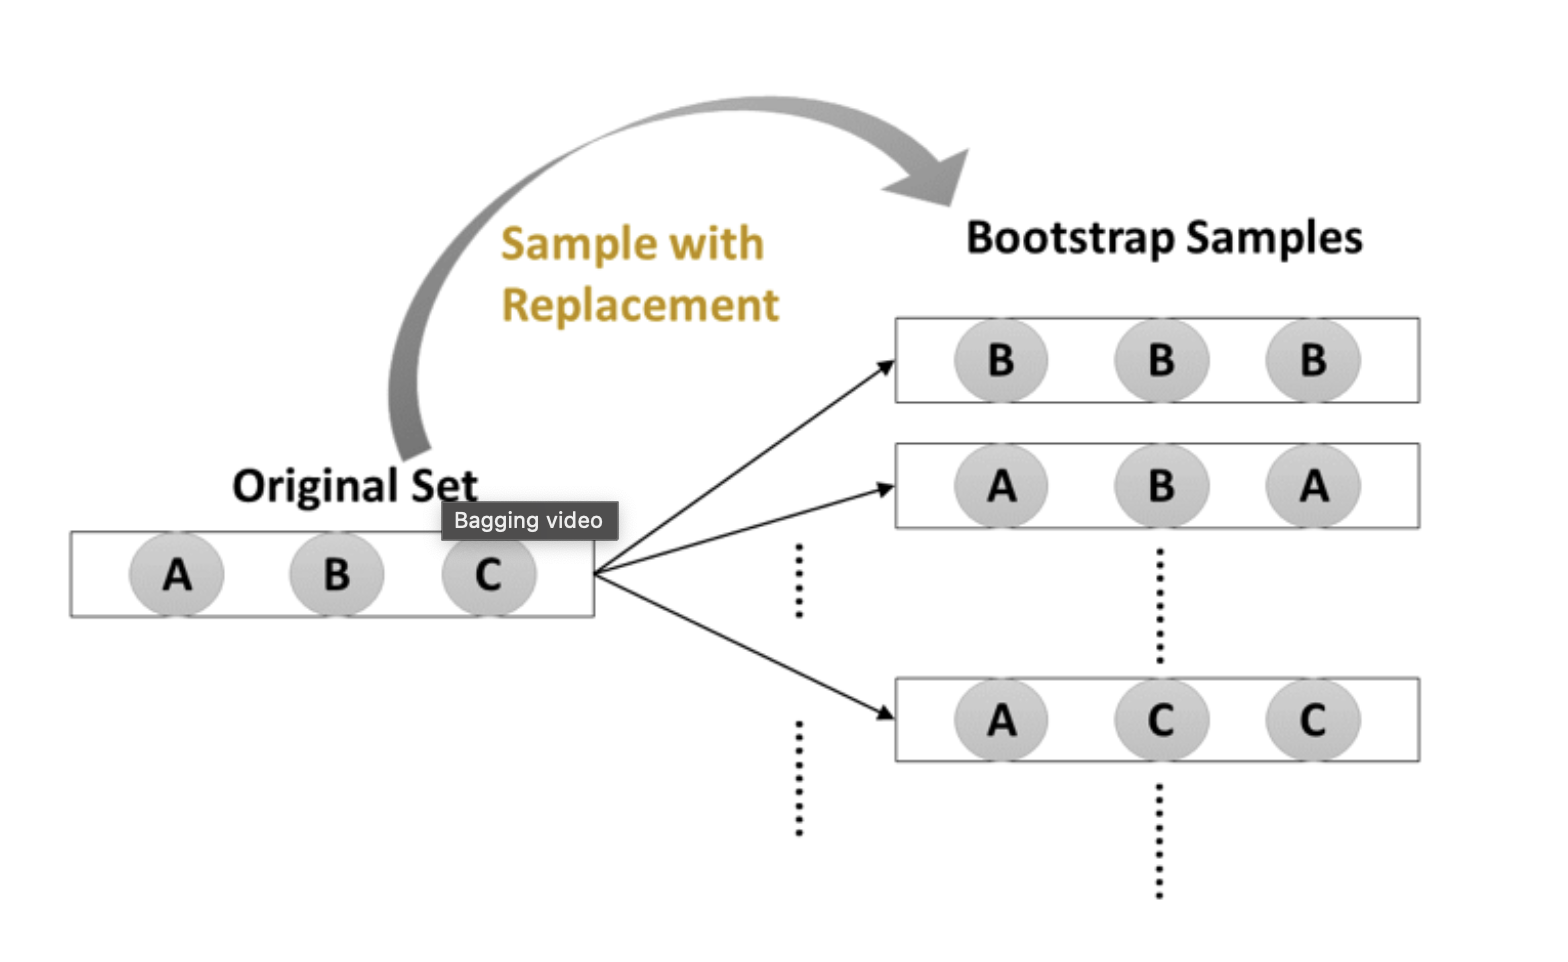 Sample with
Replacement
Bootstrap Samples
B B B
Original Set
A B A
Bagging video
A B C
A C C